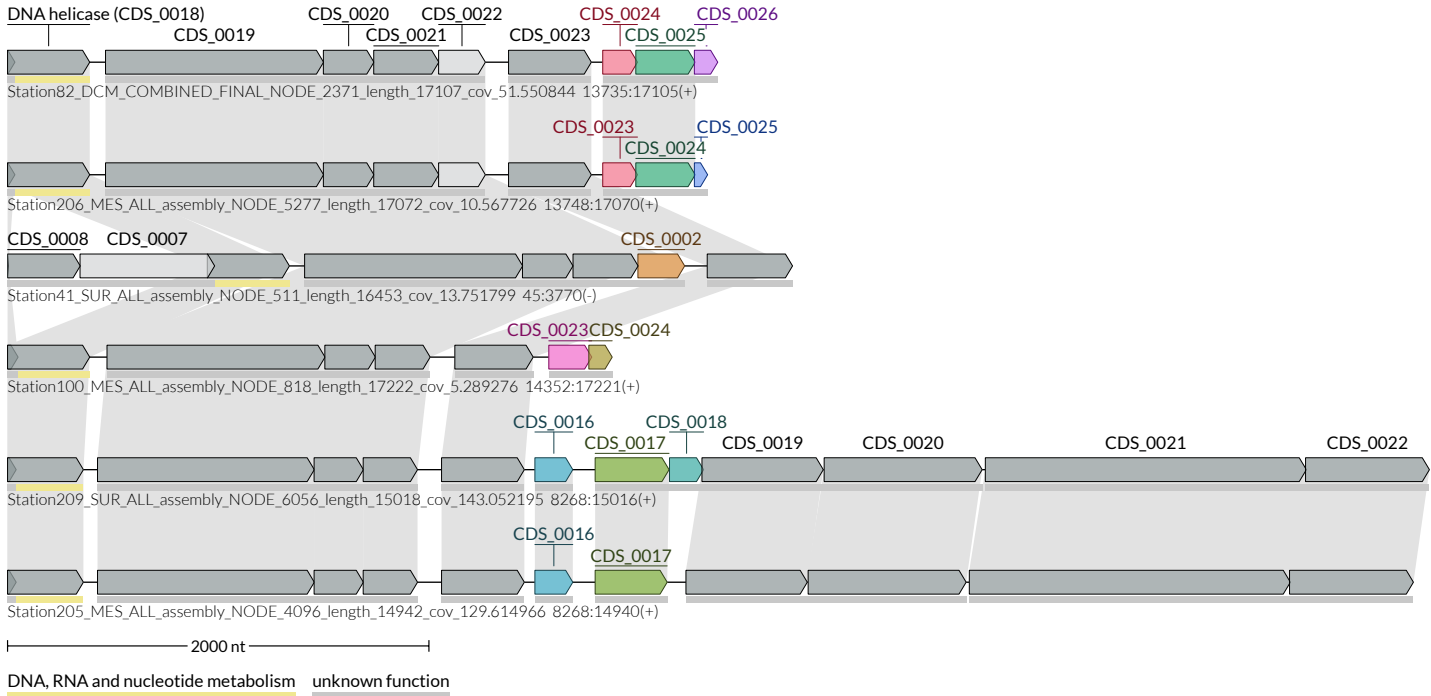 DNA helicase (CDS_0018) CDS_0020 CDS_0022 CDS_0024 CDS_0026
CDS_0019 CDS_0021 CDS_0023 CDS_0025
Station82_DCM_COMBINED_FINAL_NODE_2371_length_17107_cov_51.550844 13735:17105(+)
CDS_0023 CDS_0025
CDS_0024
Station206_MES_ALL_assembly_NODE_5277_length_17072_cov_10.567726 13748:17070(+)
CDS_0008 CDS_0007 CDS_0002
Station41_SUR_ALL_assembly_NODE_511_length_16453_cov_13.751799 45:3770(-)
CDS_0023 CDS_0024
Station100_MES_ALL_assembly_NODE_818_length_17222_cov_5.289276 14352:17221(+)
CDS_0016 CDS_0018
CDS_0017 CDS_0019 CDS_0020 CDS_0021 CDS_0022
Station209_SUR_ALL_assembly_NODE_6056_length_15018_cov_143.052195 8268:15016(+)
CDS_0016
CDS_0017
Station205_MES_ALL_assembly_NODE_4096_length_14942_cov_129.614966 8268:14940(+)
2000 nt
DNA, RNA and nucleotide metabolism unknown function